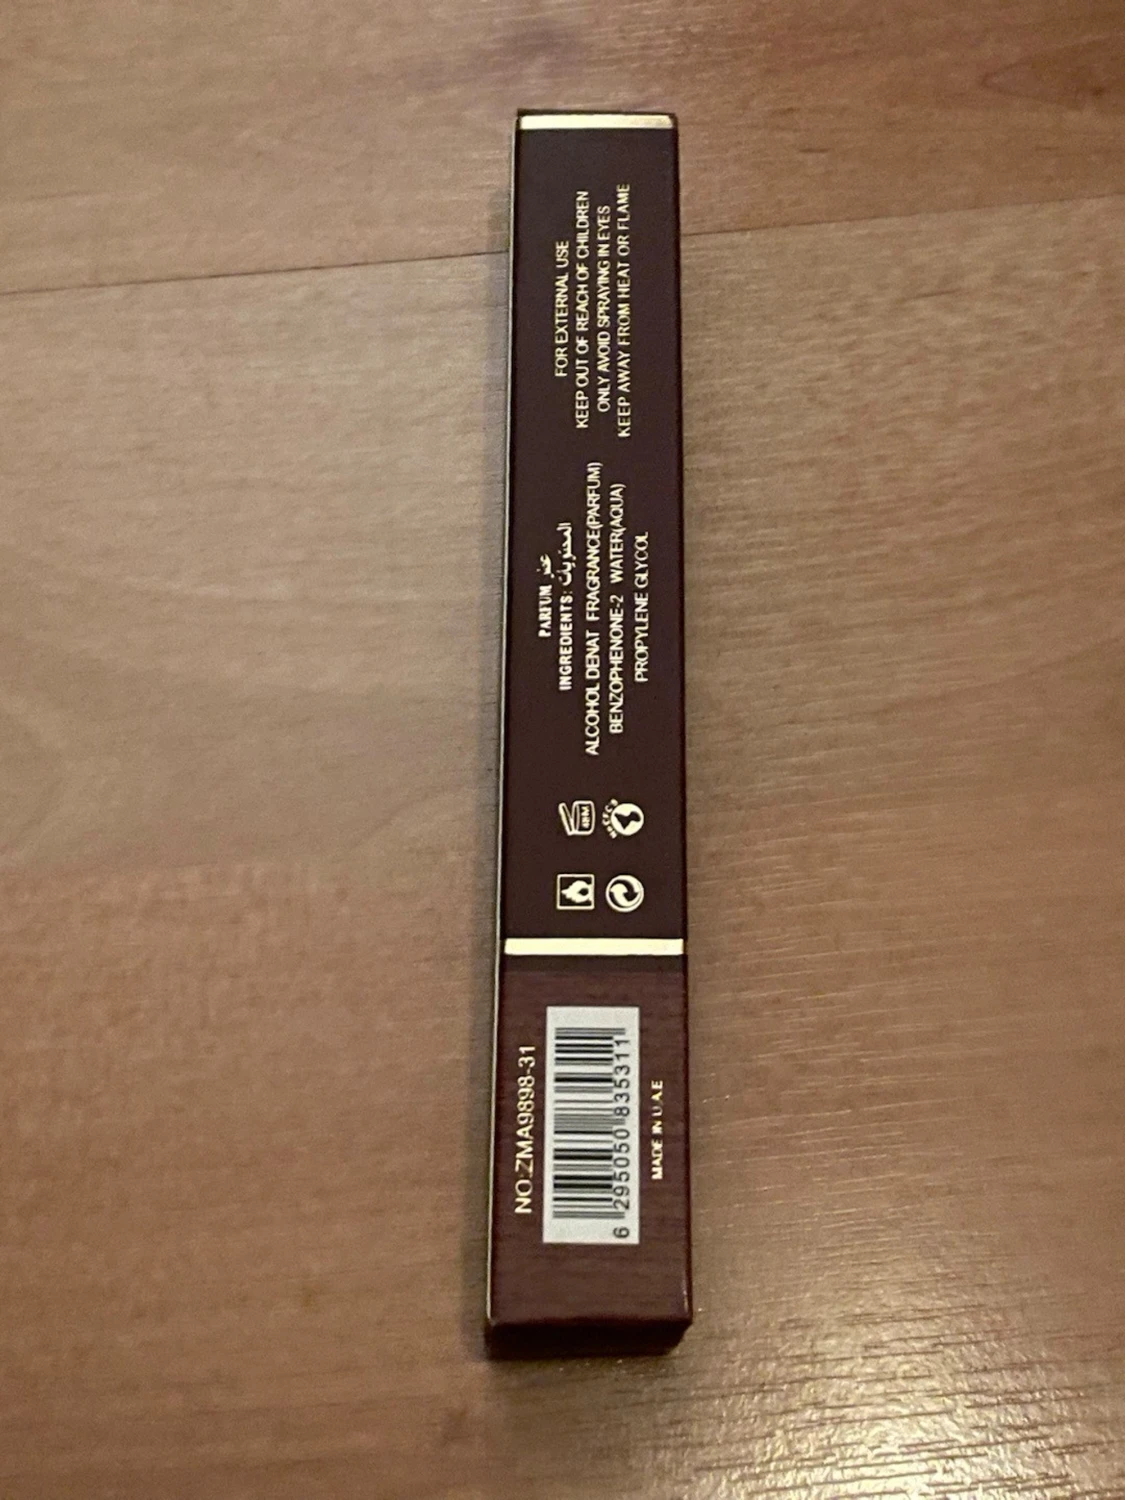 FOR EXTERNAL USE
KEEP OUT OF REACH OF CHILDREN
ONLY AVOID SPRAYING IN EYES
KEEP AWAY FROM HEAT OR FLAME
PARFUM
INGREDIENTS: المحتويات
ALCOHOL DENAT FRAGRANCE(PARFUM)
BENZOPHENONE-2 WATER(AQUA)
PROPYLENE GLYCOL
NO:ZMA9898-31
6 295050 835311
MADE IN U.A.E